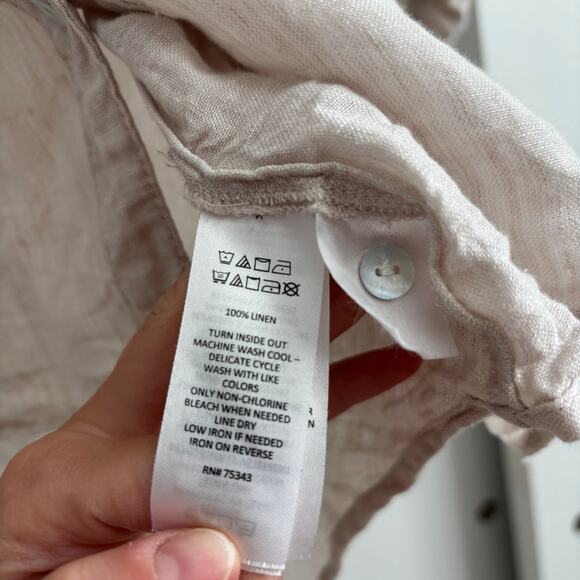 100% LINEN
TURN INSIDE OUT
MACHINE WASH COOL –
DELICATE CYCLE
WASH WITH LIKE
COLORS
ONLY NON-CHLORINE
BLEACH WHEN NEEDED
LINE DRY
LOW IRON IF NEEDED
IRON ON REVERSE
RN# 75343
R
N